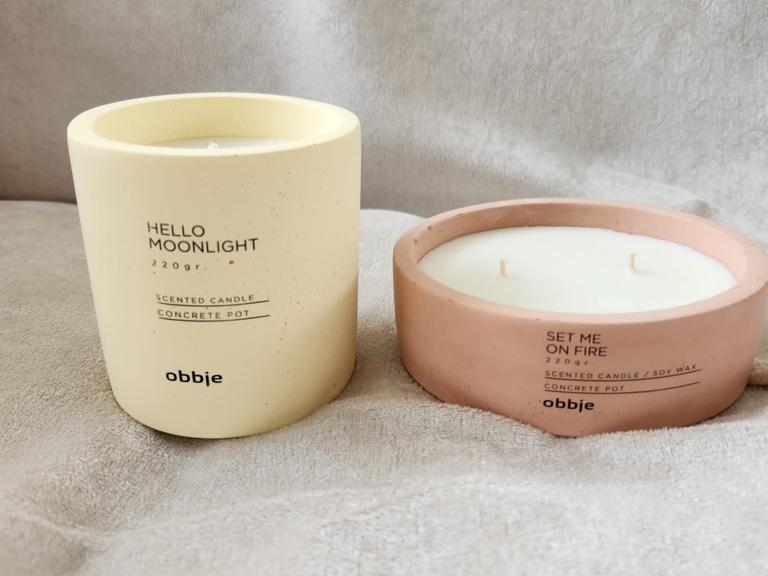 HELLO
MOONLIGHT
220gr.
SCENTED CANDLE
CONCRETE POT
obbje
SET ME
ON FIRE
220gr.
SCENTED CANDLE / SOY WAX
CONCRETE POT
obbje